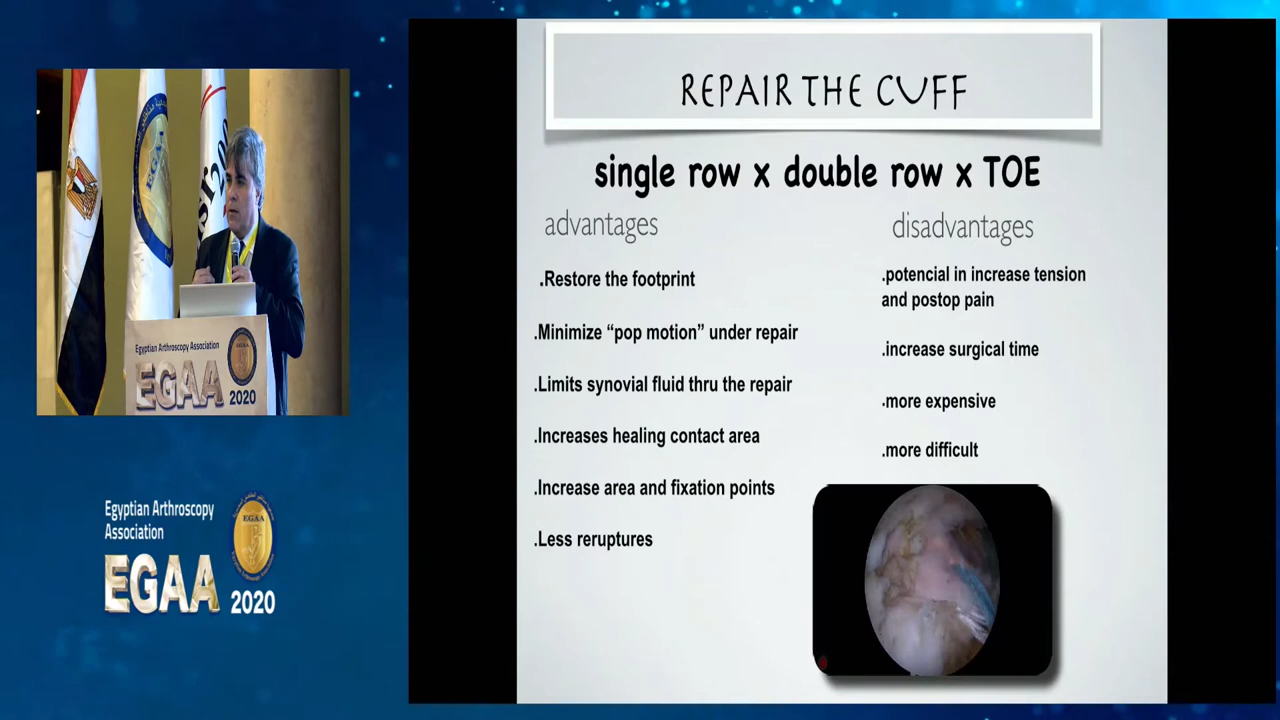 REPAIR THE CUFF
single row x double row x TOE
advantages
.Restore the footprint
.Minimize “pop motion” under repair
.Limits synovial fluid thru the repair
.Increases healing contact area
.Increase area and fixation points
.Less reruptures
disadvantages
.potencial in increase tension
and postop pain
.increase surgical time
.more expensive
.more difficult
Egyptian Arthroscopy Association
EGAA
2020
Egyptian Arthroscopy
Association
EGAA
EGAA
2020